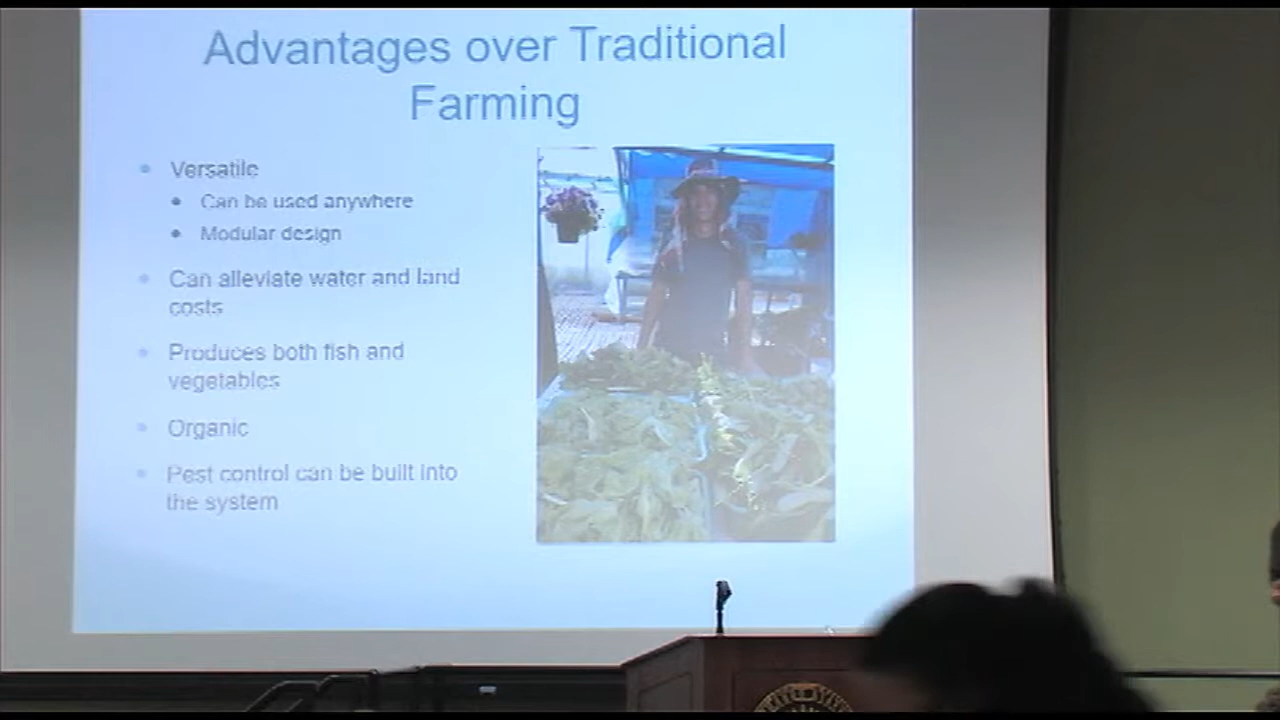 Advantages over Traditional
Farming
Versatile
Can be used anywhere
Modular design
Can alleviate water and land
costs
Produces both fish and
vegetables
Organic
Pest control can be built into
the system